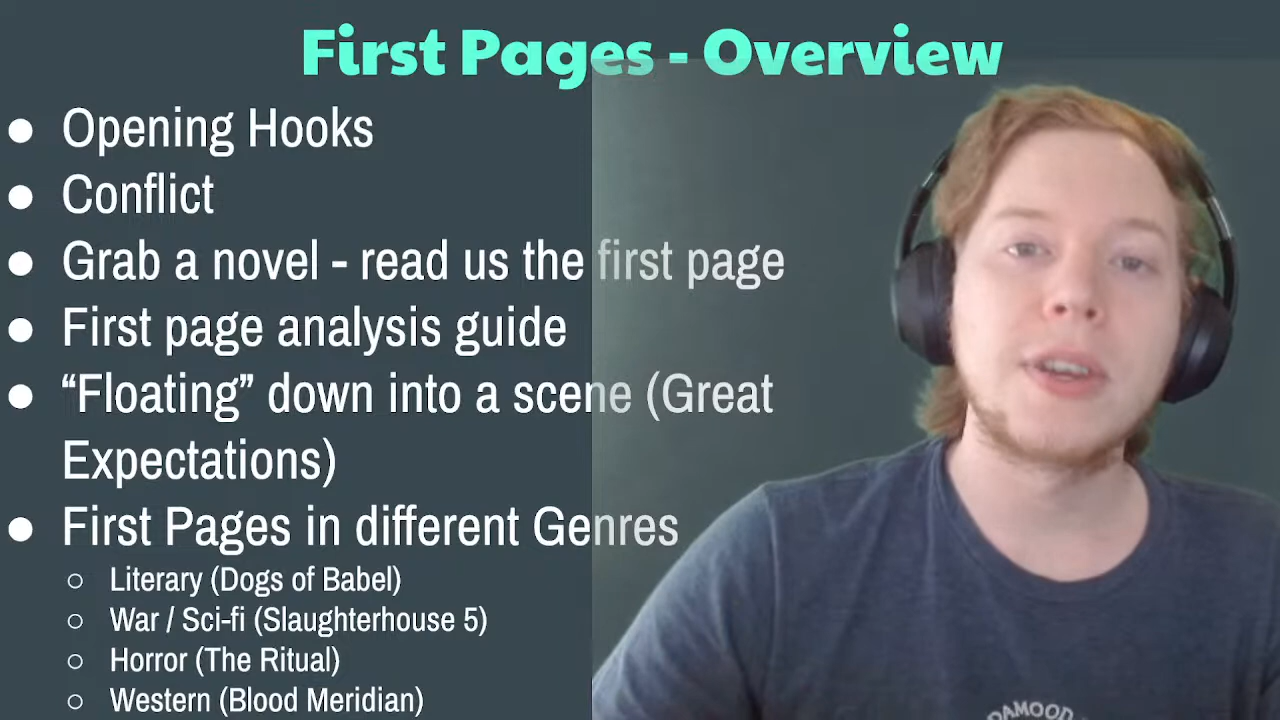 First Pages - Overview
● Opening Hooks
● Conflict
● Grab a novel - read us the first page
● First page analysis guide
● “Floating” down into a scene (Great
Expectations)
● First Pages in different Genres
○ Literary (Dogs of Babel)
○ War / Sci-fi (Slaughterhouse 5)
○ Horror (The Ritual)
○ Western (Blood Meridian)